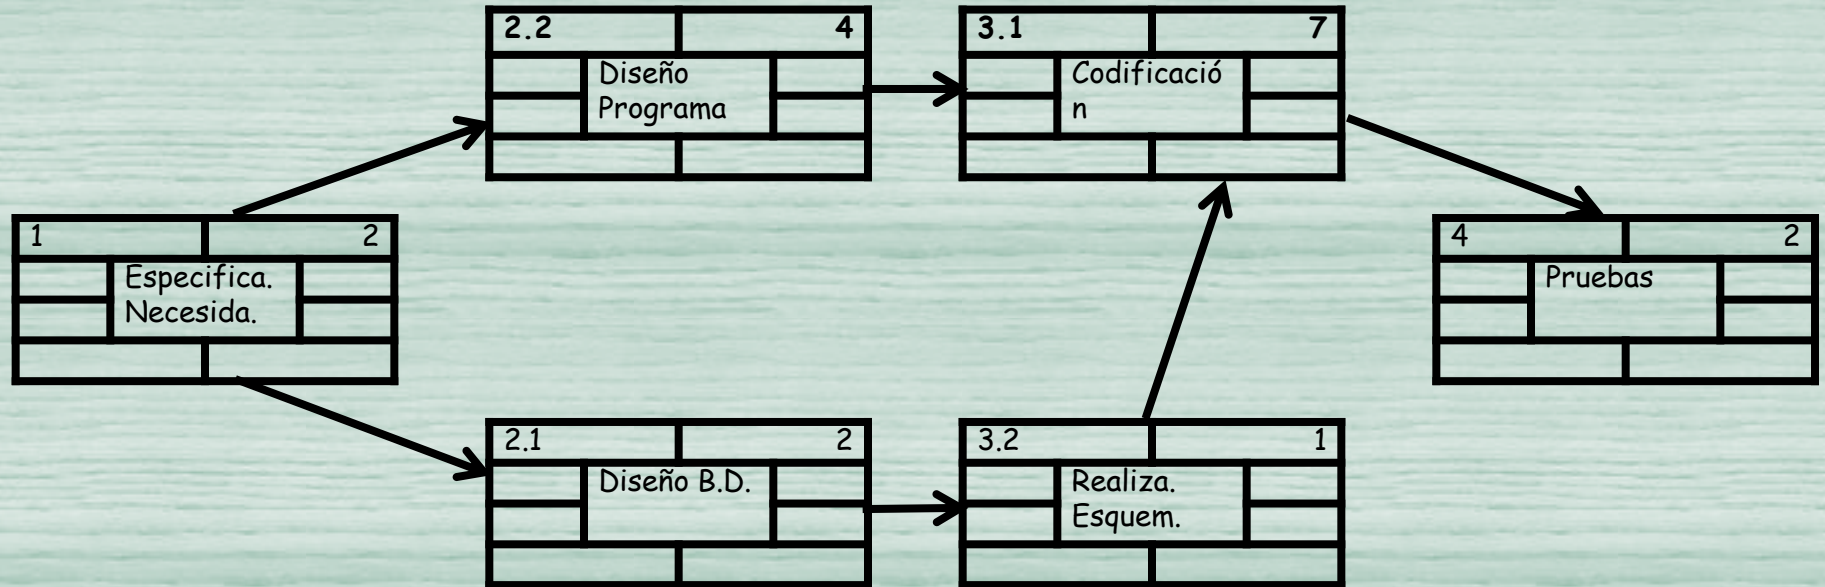 2.2 4
Diseño
Programa
3.1 7
Codificació
n
1 2
Especifica.
Necesida.
4 2
Pruebas
2.1 2
Diseño B.D.
3.2 1
Realiza.
Esquem.